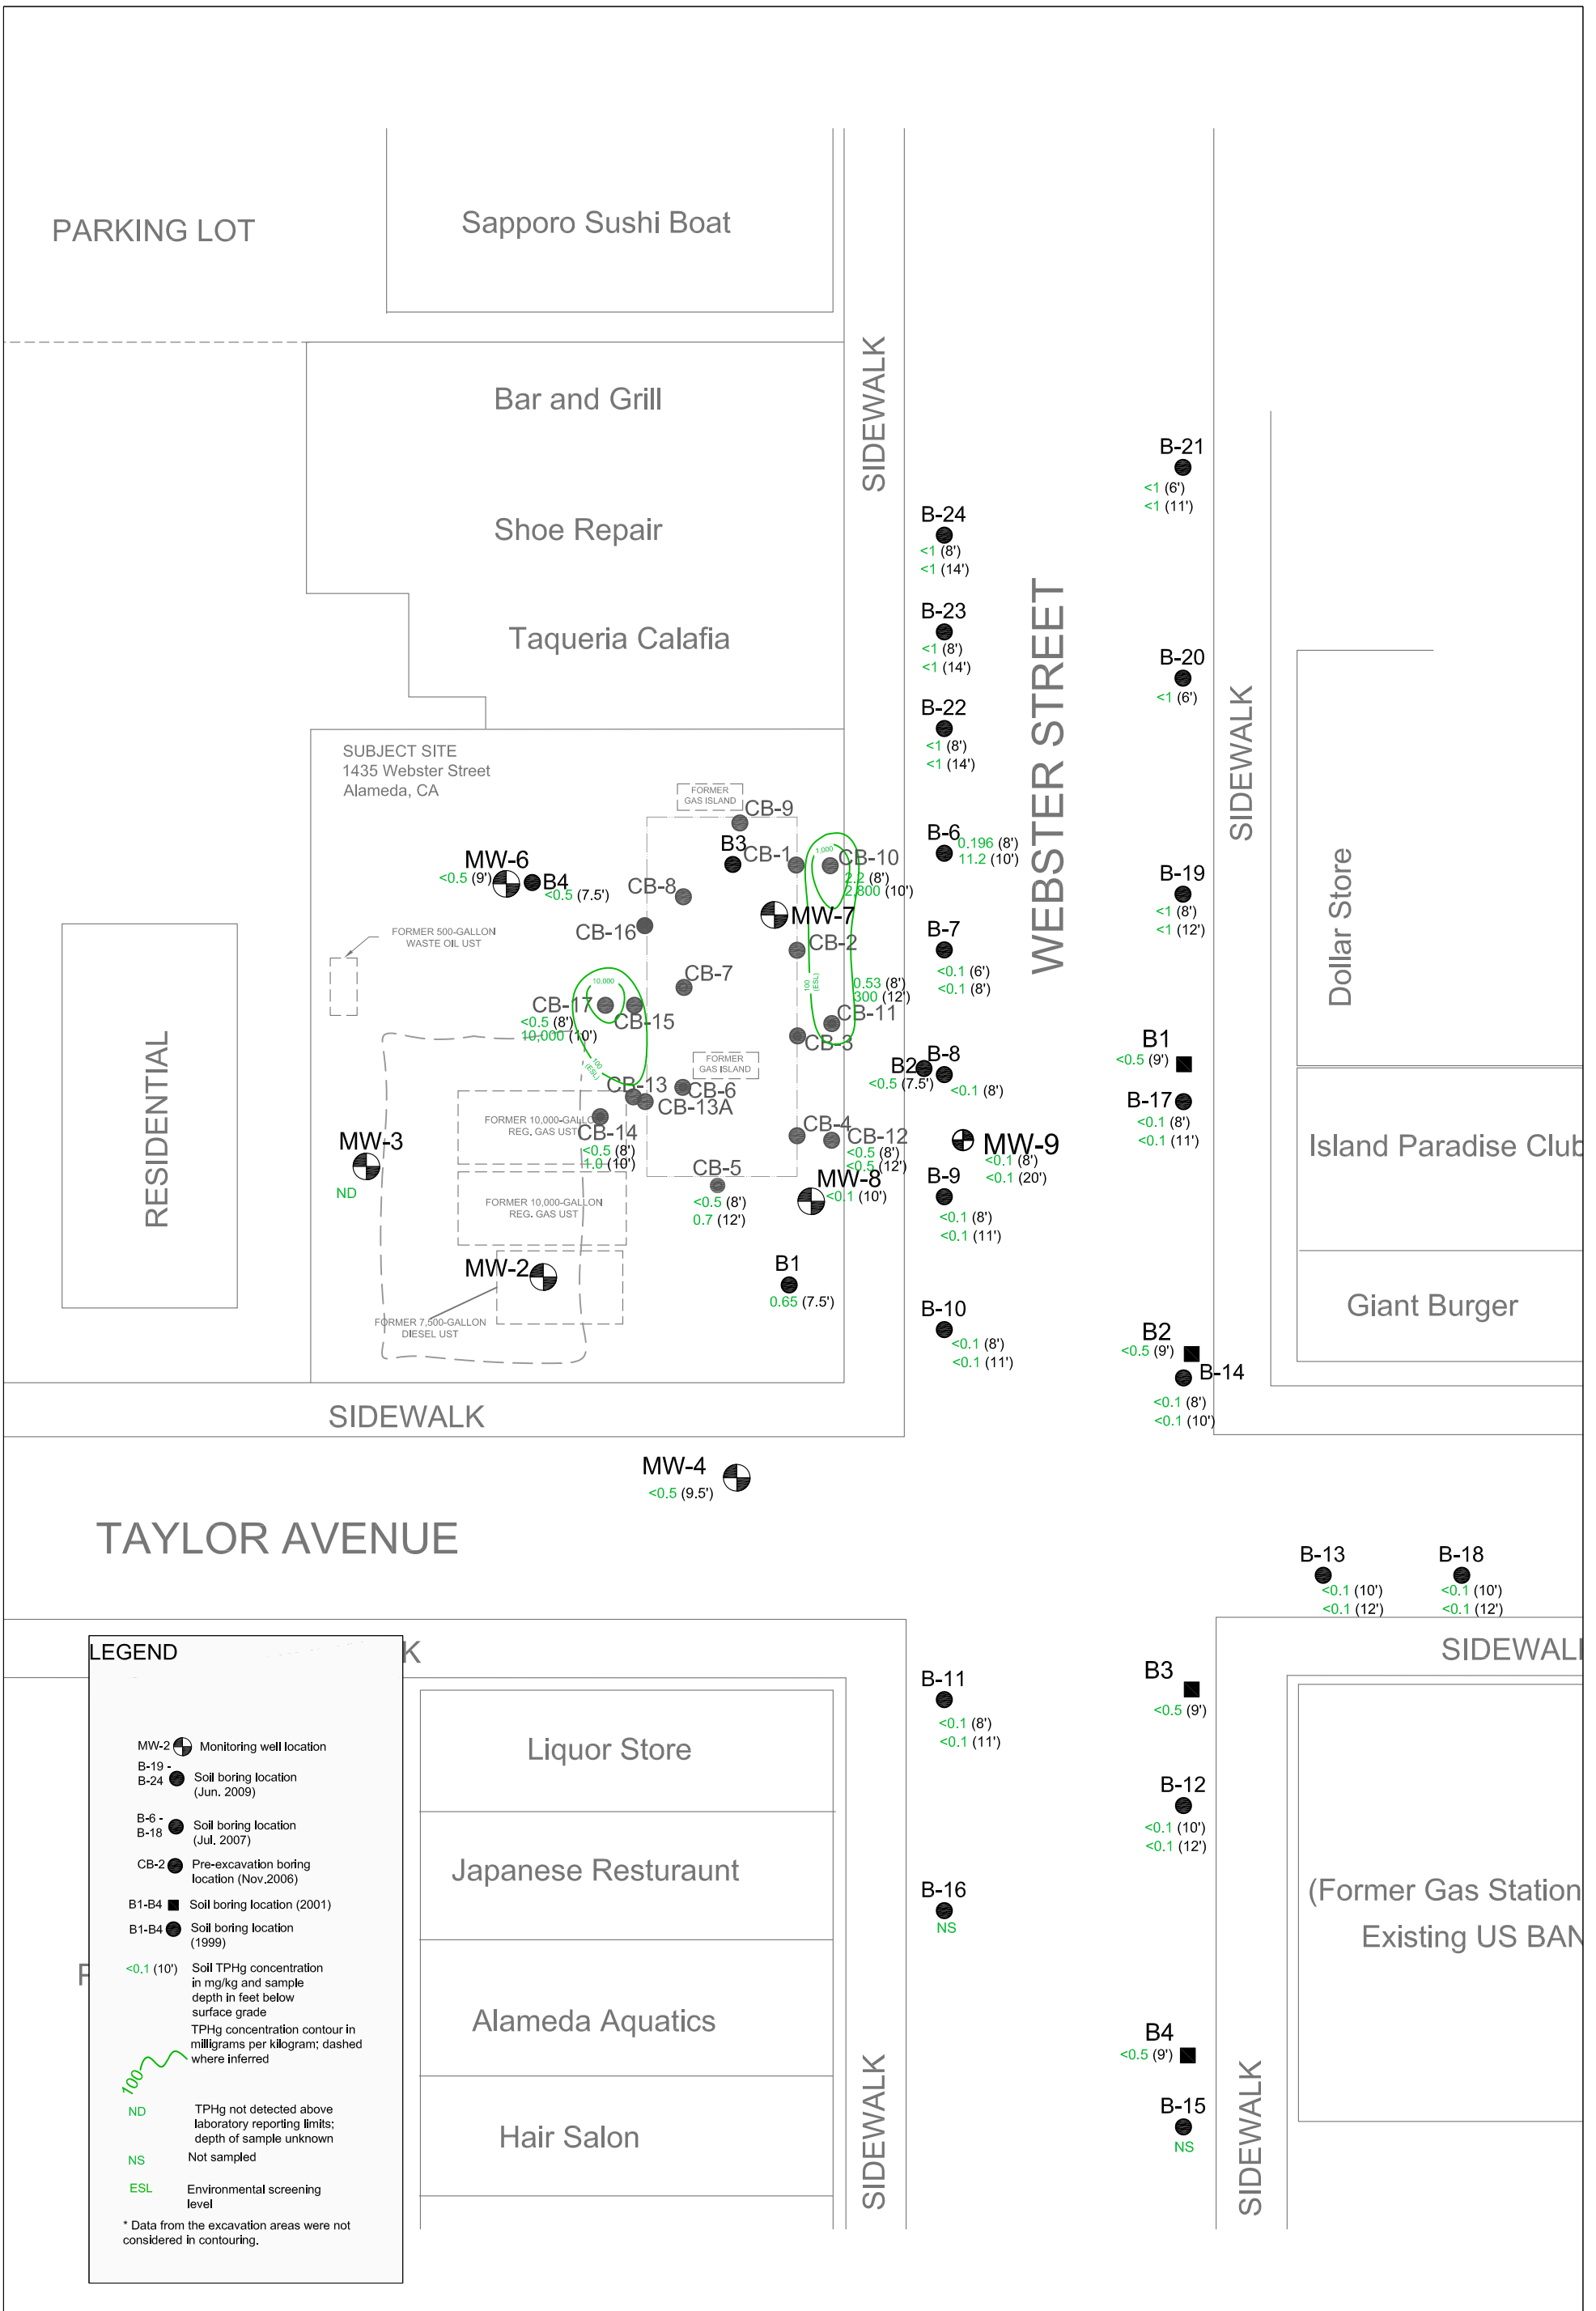 PARKING LOT
Sapporo Sushi Boat
SIDEWALK
Bar and Grill
Shoe Repair
Taqueria Calafia
B-21
<1 (6')
<1 (11')
B-24
<1 (8')
<1 (14')
B-23
<1 (8')
<1 (14')
B-22
<1 (8')
<1 (14')
WEBSTER STREET
B-20
<1 (6')
SIDEWALK
Dollar Store
SUBJECT SITE
1435 Webster Street
Alameda, CA
FORMER
GAS ISLAND
CB-9
B3
CB-1
1,000
CB-10
2.2 (8')
2,800 (10')
B-6
0.196 (8')
11.2 (10')
MW-6
<0.5 (9')
B4
<0.5 (7.5')
CB-8
B-19
<1 (8')
<1 (12')
MW-7
CB-16
CB-2
B-7
<0.1 (6')
<0.1 (8')
FORMER 500-GALLON
WASTE OIL UST
CB-7
10,000
100
(ESL)
0.53 (8')
300 (12')
CB-11
CB-17
<0.5 (8')
10,000 (10')
CB-15
CB-3
RESIDENTIAL
100
(ESL)
FORMER
GAS ISLAND
B2
<0.5 (7.5')
B-8
<0.1 (8')
B1
<0.5 (9')
B-17
<0.1 (8')
<0.1 (11')
CB-13
CB-6
CB-13A
FORMER 10,000-GALLO
REG. GAS UST
CB-14
<0.5 (8')
1.0 (10')
CB-4
CB-12
<0.5 (8')
<0.5 (12')
MW-9
<0.1 (8')
<0.1 (20')
Island Paradise Club
MW-3
ND
CB-5
<0.5 (8')
0.7 (12')
MW-8
<0.1 (10')
B-9
<0.1 (8')
<0.1 (11')
FORMER 10,000-GALLON
REG. GAS UST
MW-2
FORMER 7,500-GALLON
DIESEL UST
B1
0.65 (7.5')
B-10
<0.1 (8')
<0.1 (11')
Giant Burger
B2
<0.5 (9')
B-14
<0.1 (8')
<0.1 (10')
SIDEWALK
MW-4
<0.5 (9.5')
TAYLOR AVENUE
B-13
<0.1 (10')
<0.1 (12')
B-18
<0.1 (10')
<0.1 (12')
SIDEWAL
K
B-11
<0.1 (8')
<0.1 (11')
B3
<0.5 (9')
Liquor Store
B-12
<0.1 (10')
<0.1 (12')
Japanese Resturaunt
B-16
NS
(Former Gas Station
Existing US BAN
Alameda Aquatics
B4
<0.5 (9')
B-15
NS
Hair Salon
SIDEWALK
SIDEWALK
LEGEND
MW-2 Monitoring well location
B-19 -
B-24 Soil boring location
(Jun. 2009)
B-6 -
B-18 Soil boring location
(Jul. 2007)
CB-2 Pre-excavation boring
location (Nov,2006)
B1-B4 Soil boring location (2001)
B1-B4 Soil boring location
(1999)
<0.1 (10') Soil TPHg concentration
in mg/kg and sample
depth in feet below
surface grade
TPHg concentration contour in
milligrams per kilogram; dashed
where inferred
100
ND TPHg not detected above
laboratory reporting limits;
depth of sample unknown
NS Not sampled
ESL Environmental screening
level
* Data from the excavation areas were not
considered in contouring.